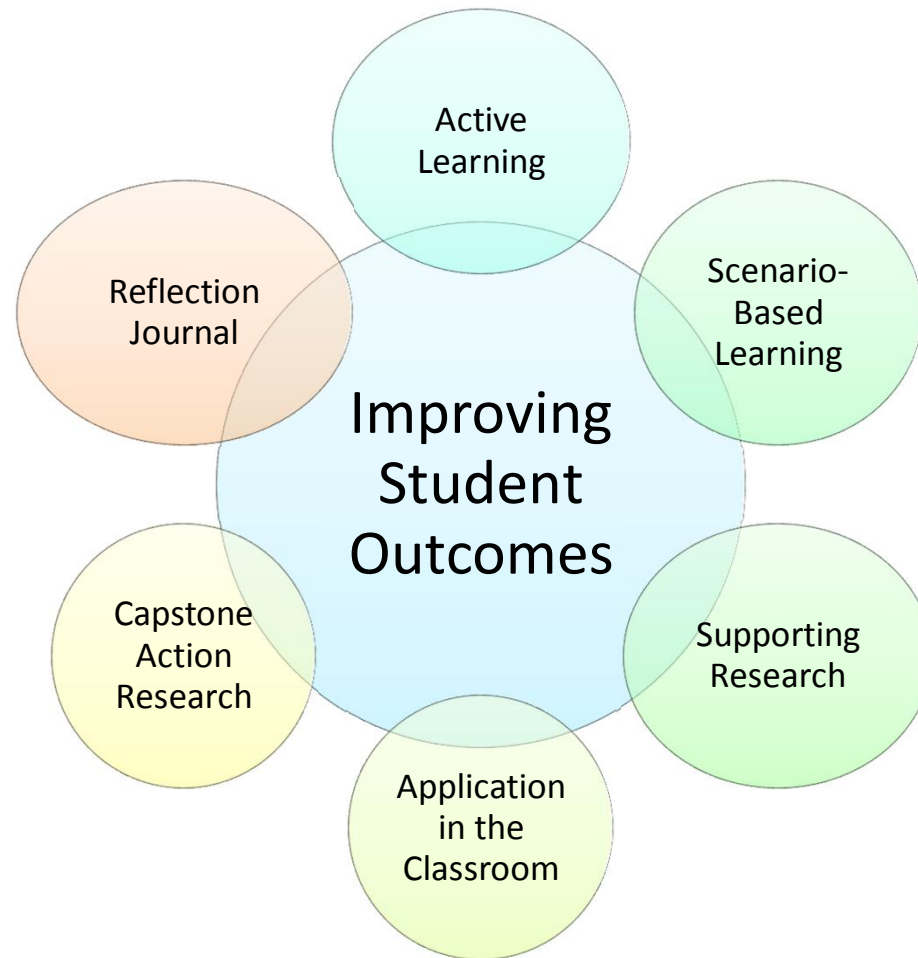 Active
Learning
Scenario-
Based
Learning
Supporting
Research
Application
in the
Classroom
Capstone
Action
Research
Reflection
Journal
Improving
Student
Outcomes